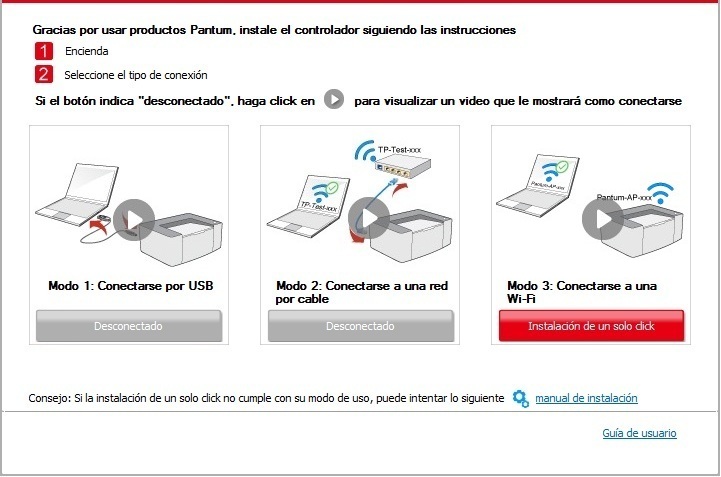 Gracias por usar productos Pantum, instale el controlador siguiendo las instrucciones
1 Encienda
2 Seleccione el tipo de conexión
Si el botón indica "desconectado", haga click en para visualizar un video que le mostrará como conectarse
TP-Test-xxx
TP-Test-xxx
Pantum-AP-xxx
Pantum-AP-xxx
Modo 1: Conectarse por USB
Desconectado
Modo 2: Conectarse a una red
por cable
Desconectado
Modo 3: Conectarse a una
Wi-Fi
Instalación de un solo click
Consejo: Si la instalación de un solo click no cumple con su modo de uso, puede intentar lo siguiente manual de instalación
Guía de usuario